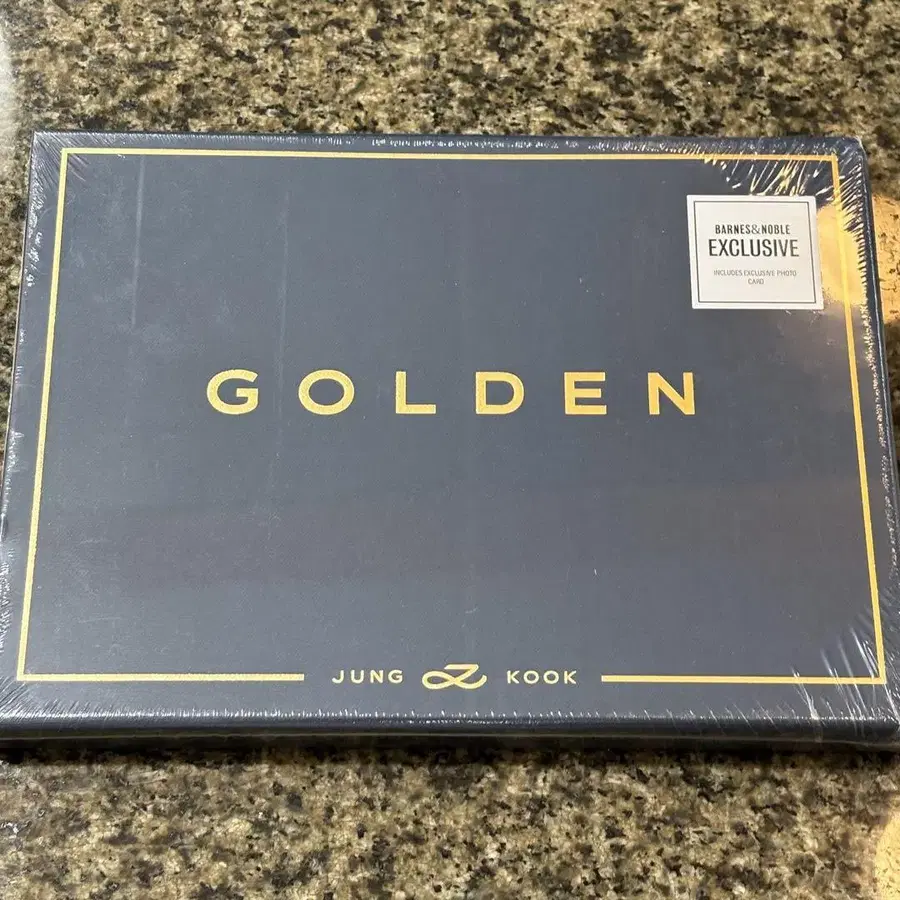 BARNES&NOBLE
EXCLUSIVE
INCLUDES EXCLUSIVE PHOTO
CARD
GOLDEN
JUNG KOOK